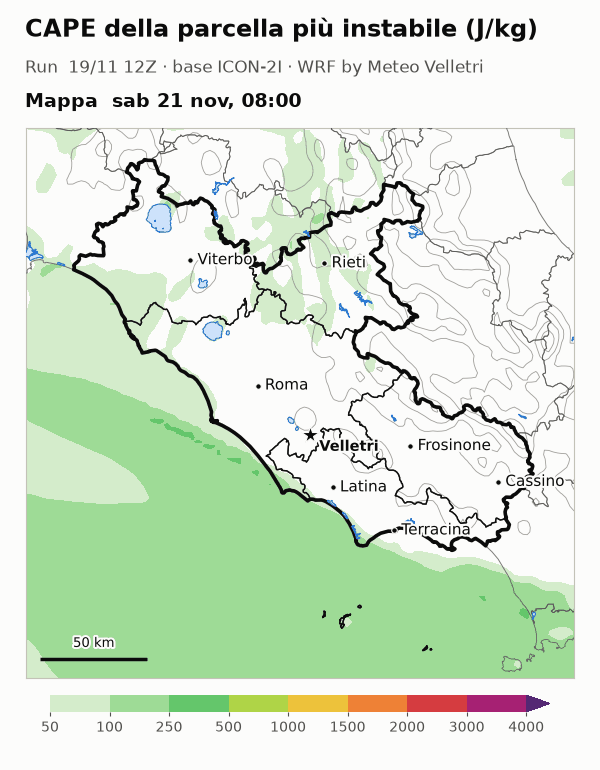 CAPE della parcella più instabile (J/kg)
Run 19/11 12Z · base ICON-2I · WRF by Meteo Velletri
Mappa sab 21 nov, 08:00
Viterbo
Rieti
Roma
Velletri
Frosinone
Cassino
Latina
Terracina
50 km
50 100 250 500 1000 1500 2000 3000 4000